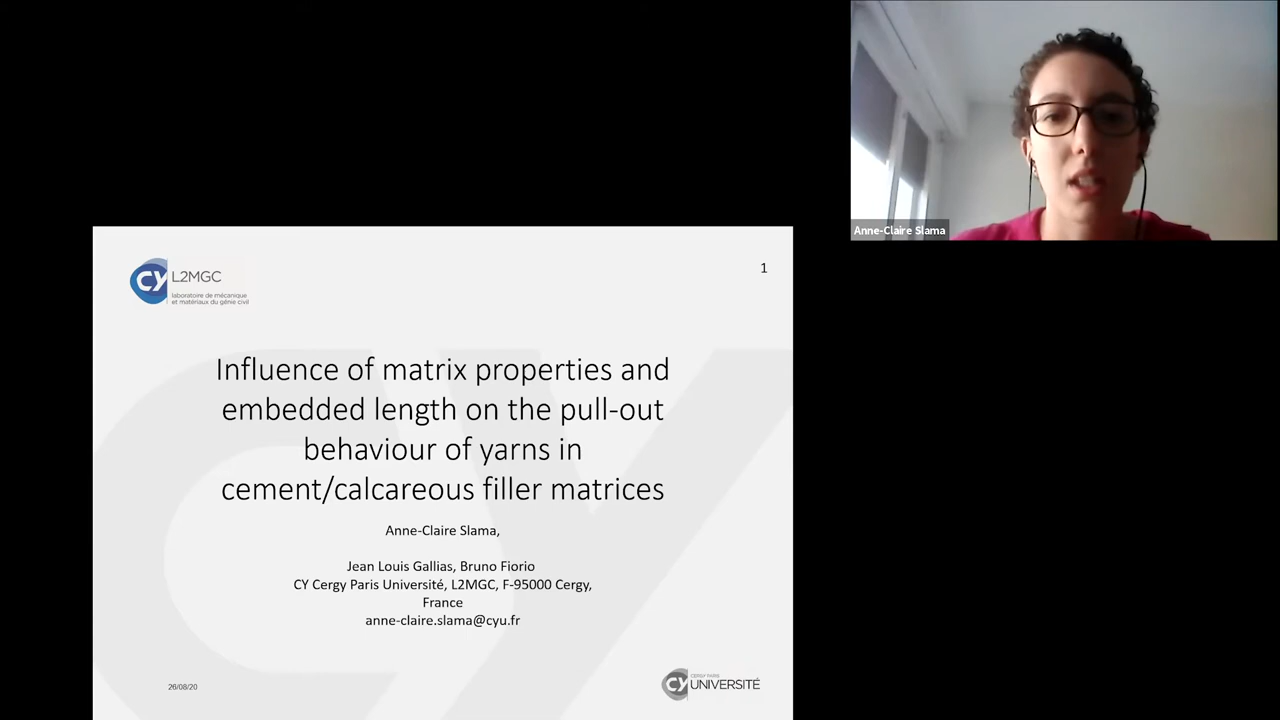 Anne-Claire Slama
CY L2MGC
laboratoire de mécanique
et matériaux du génie civil
1
Influence of matrix properties and
embedded length on the pull-out
behaviour of yarns in
cement/calcareous filler matrices
Anne-Claire Slama,
Jean Louis Gallias, Bruno Fiorio
CY Cergy Paris Université, L2MGC, F-95000 Cergy,
France
anne-claire.slama@cyu.fr
26/08/20
CERGY PARIS
CY UNIVERSITÉ